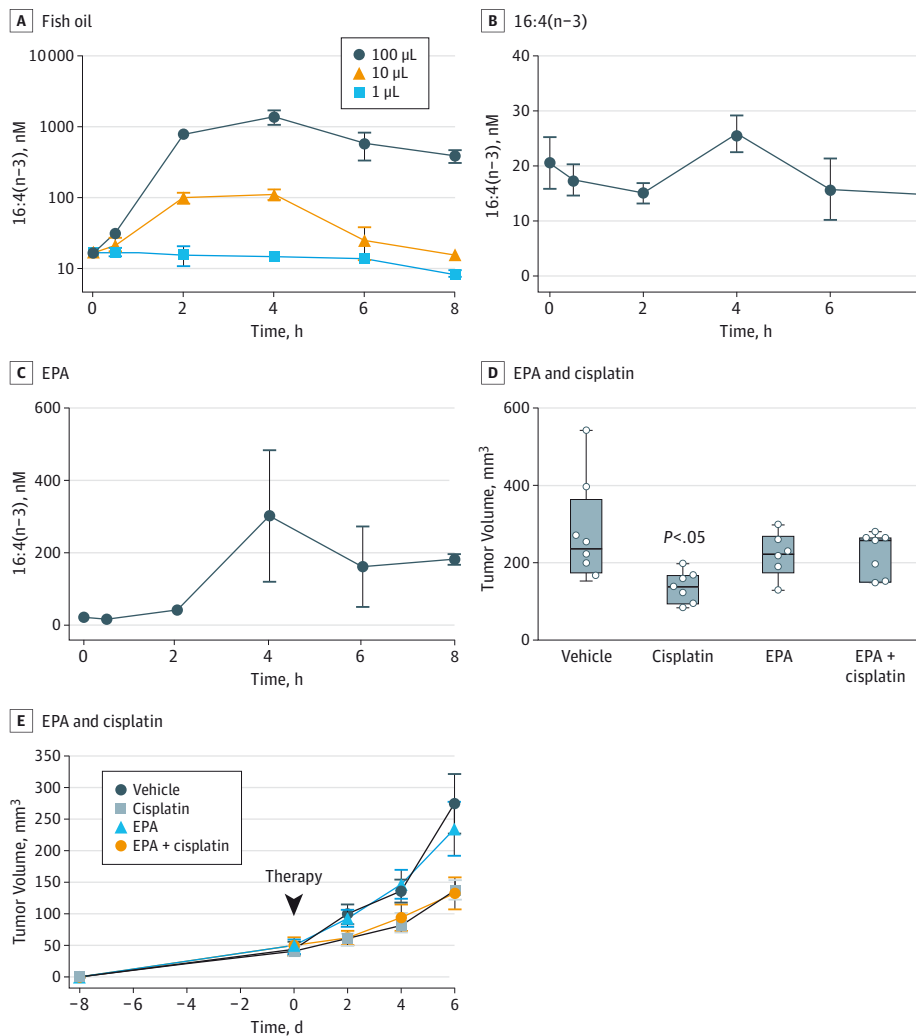 A Fish oil
10 000
1000
100
10
16:4(n–3), nM
100 µL
10 µL
1 µL
0 2 4 6 8
Time, h
B 16:4(n–3)
40
30
20
10
0
16:4(n–3), nM
0 2 4 6
Time, h
C EPA
600
400
200
0
16:4(n–3), nM
0 2 4 6 8
Time, h
D EPA and cisplatin
600
400
200
0
Tumor Volume, mm³
P<.05
Vehicle Cisplatin EPA EPA +
cisplatin
E EPA and cisplatin
350
300
250
200
150
100
50
0
Tumor Volume, mm³
Vehicle
Cisplatin
EPA
EPA + cisplatin
Therapy
−8 −6 −4 −2 0 2 4 6
Time, d